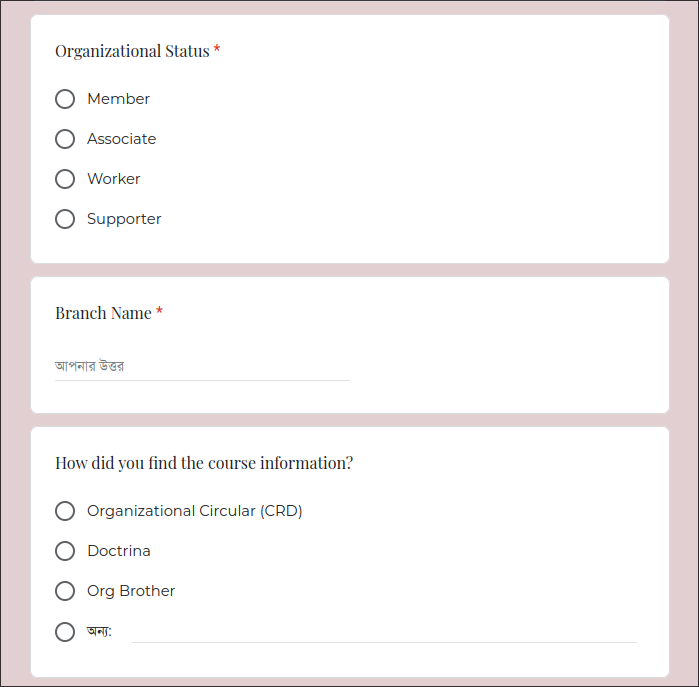 Organizational Status *
Member
Associate
Worker
Supporter
Branch Name *
আপনার উত্তর
How did you find the course information?
Organizational Circular (CRD)
Doctrina
Org Brother
অন্য: